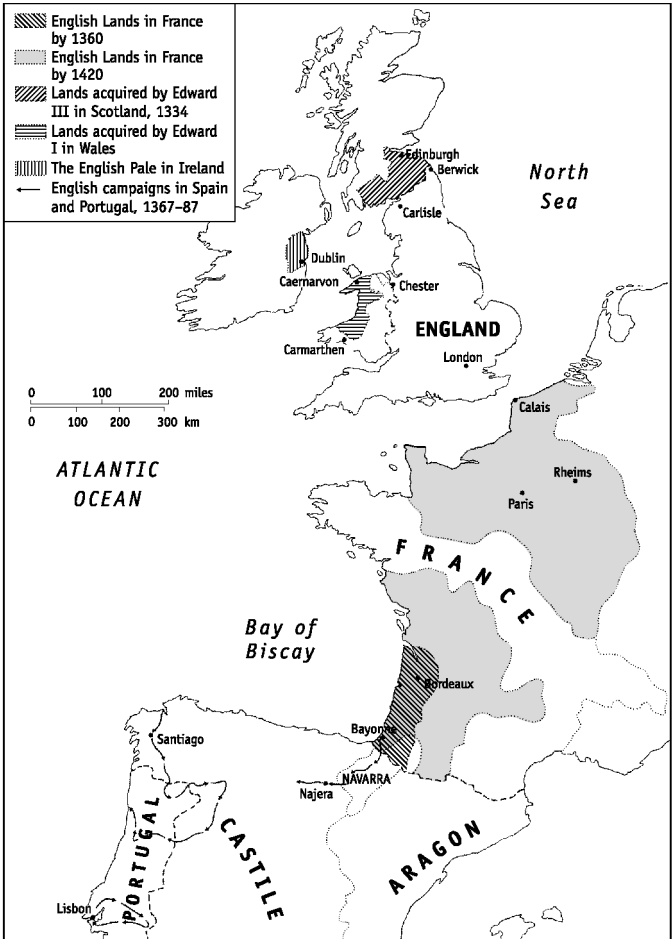 English Lands in France
by 1360
English Lands in France
by 1420
Lands acquired by Edward
III in Scotland, 1334
Lands acquired by Edward
I in Wales
The English Pale in Ireland
English campaigns in Spain
and Portugal, 1367–87
Edinburgh
Berwick
North
Sea
Carlisle
Dublin
Caernarvon
Chester
ENGLAND
Carmarthen
London
0 100 200 miles
0 100 200 300 km
Calais
ATLANTIC
OCEAN
Rheims
Paris
FRANCE
Bay of
Biscay
Bordeaux
Bayonne
Santiago
NAVARRA
Najera
PORTUGAL
CASTILE
ARAGON
Lisbon